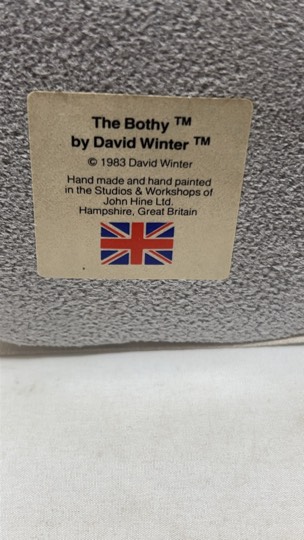 The Bothy ™
by David Winter ™
© 1983 David Winter
Hand made and hand painted
in the Studios & Workshops of
John Hine Ltd.
Hampshire, Great Britain